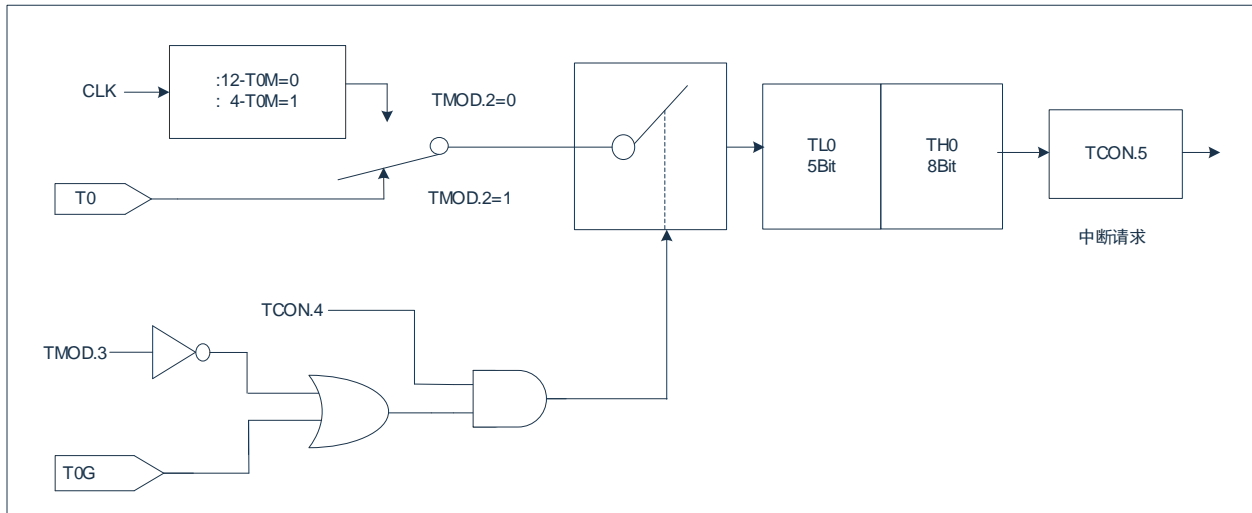 CLK
:12-T0M=0
: 4-T0M=1
TMOD.2=0
T0
TMOD.2=1
TL0
5Bit
TH0
8Bit
TCON.5
中断请求
TCON.4
TMOD.3
T0G